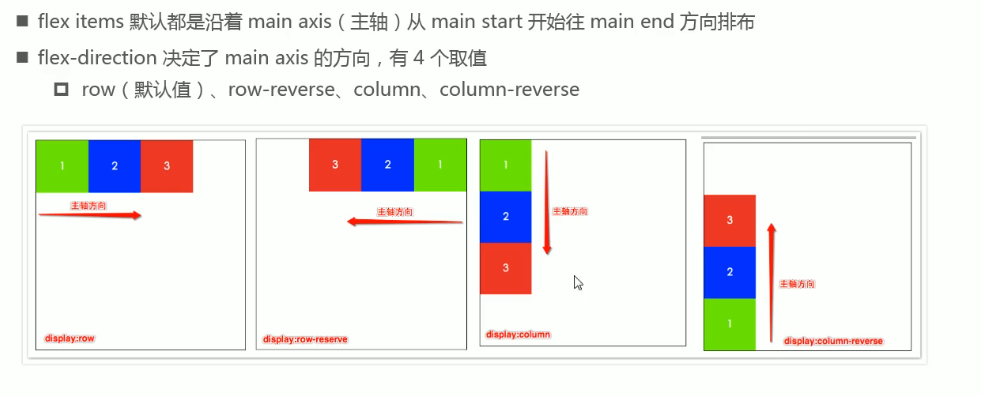 flex items 默认都是沿着 main axis（主轴）从 main start 开始往 main end 方向排布
flex-direction 决定了 main axis 的方向，有 4 个取值
row（默认值）、row-reverse、column、column-reverse
1 2 3
主轴方向
display:row
3 2 1
主轴方向
display:row-reserve
1
2
3
主轴方向
display:column
3
2
1
主轴方向
display:column-reverse